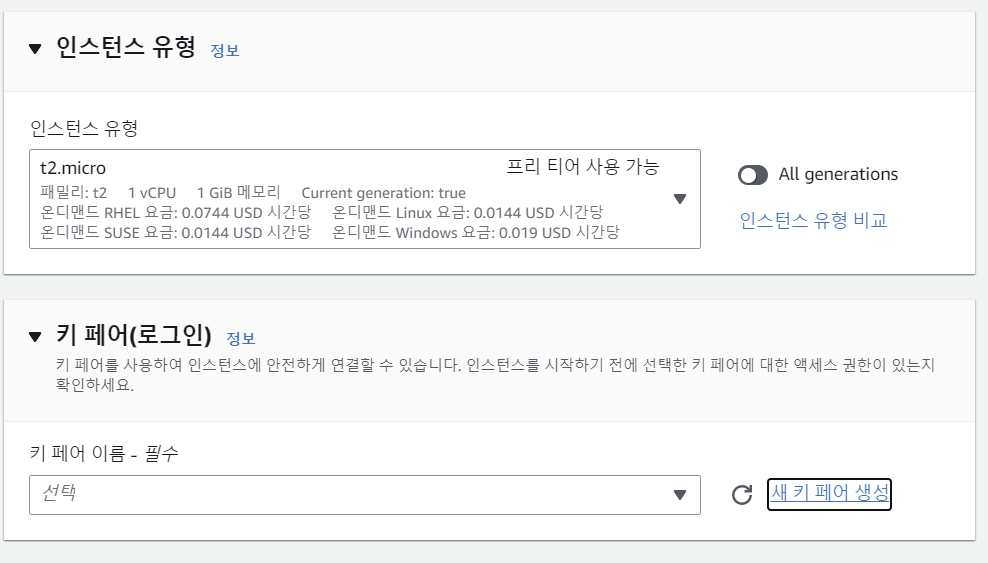 인스턴스 유형 정보
인스턴스 유형
t2.micro 프리 티어 사용 가능
패밀리: t2 1 vCPU 1 GiB 메모리 Current generation: true
온디맨드 RHEL 요금: 0.0744 USD 시간당 온디맨드 Linux 요금: 0.0144 USD 시간당
온디맨드 SUSE 요금: 0.0144 USD 시간당 온디맨드 Windows 요금: 0.019 USD 시간당
All generations
인스턴스 유형 비교
키 페어(로그인) 정보
키 페어를 사용하여 인스턴스에 안전하게 연결할 수 있습니다. 인스턴스를 시작하기 전에 선택한 키 페어에 대한 액세스 권한이 있는지
확인하세요.
키 페어 이름 - 필수
선택
새 키 페어 생성